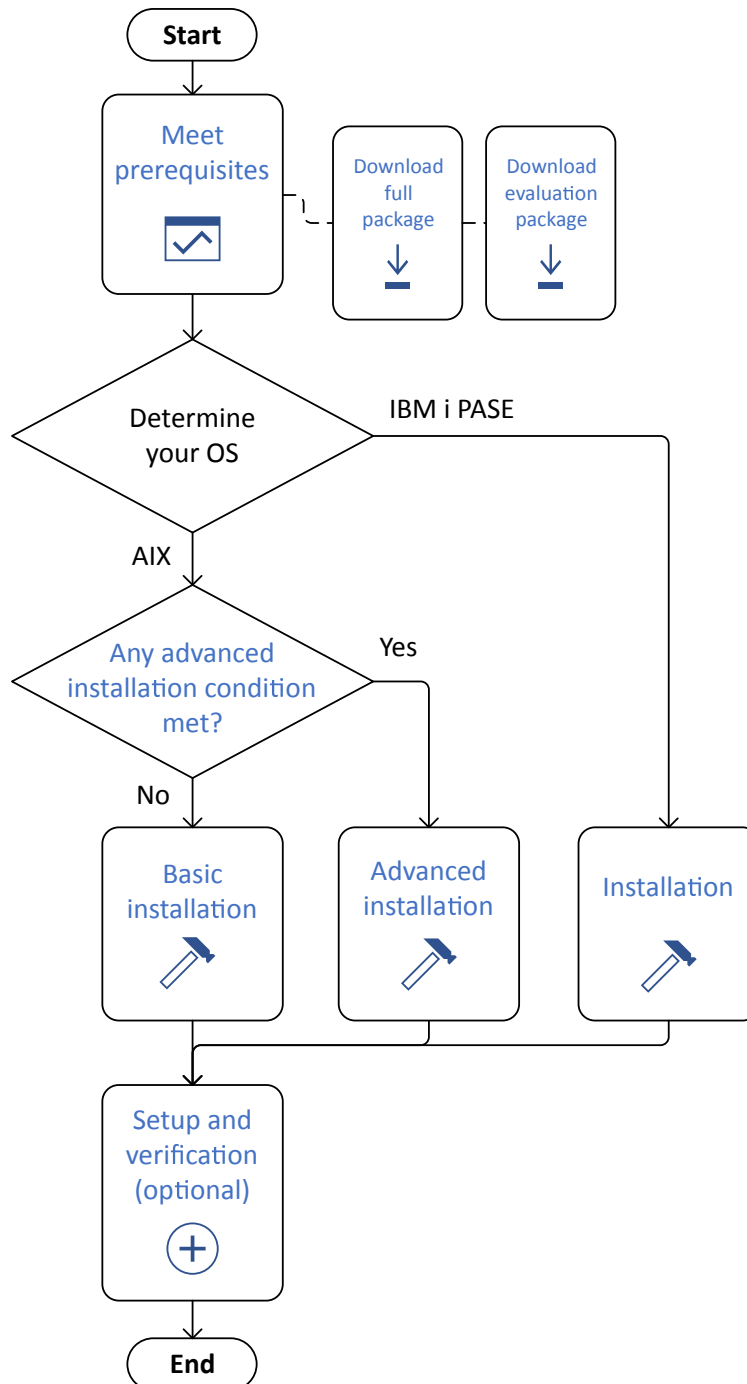 Start
Meet
prerequisites
Download
full
package
Download
evaluation
package
Determine
your OS
IBM i PASE
AIX
Any advanced
installation condition
met?
Yes
No
Basic
installation
Advanced
installation
Installation
Setup and
verification
(optional)
End